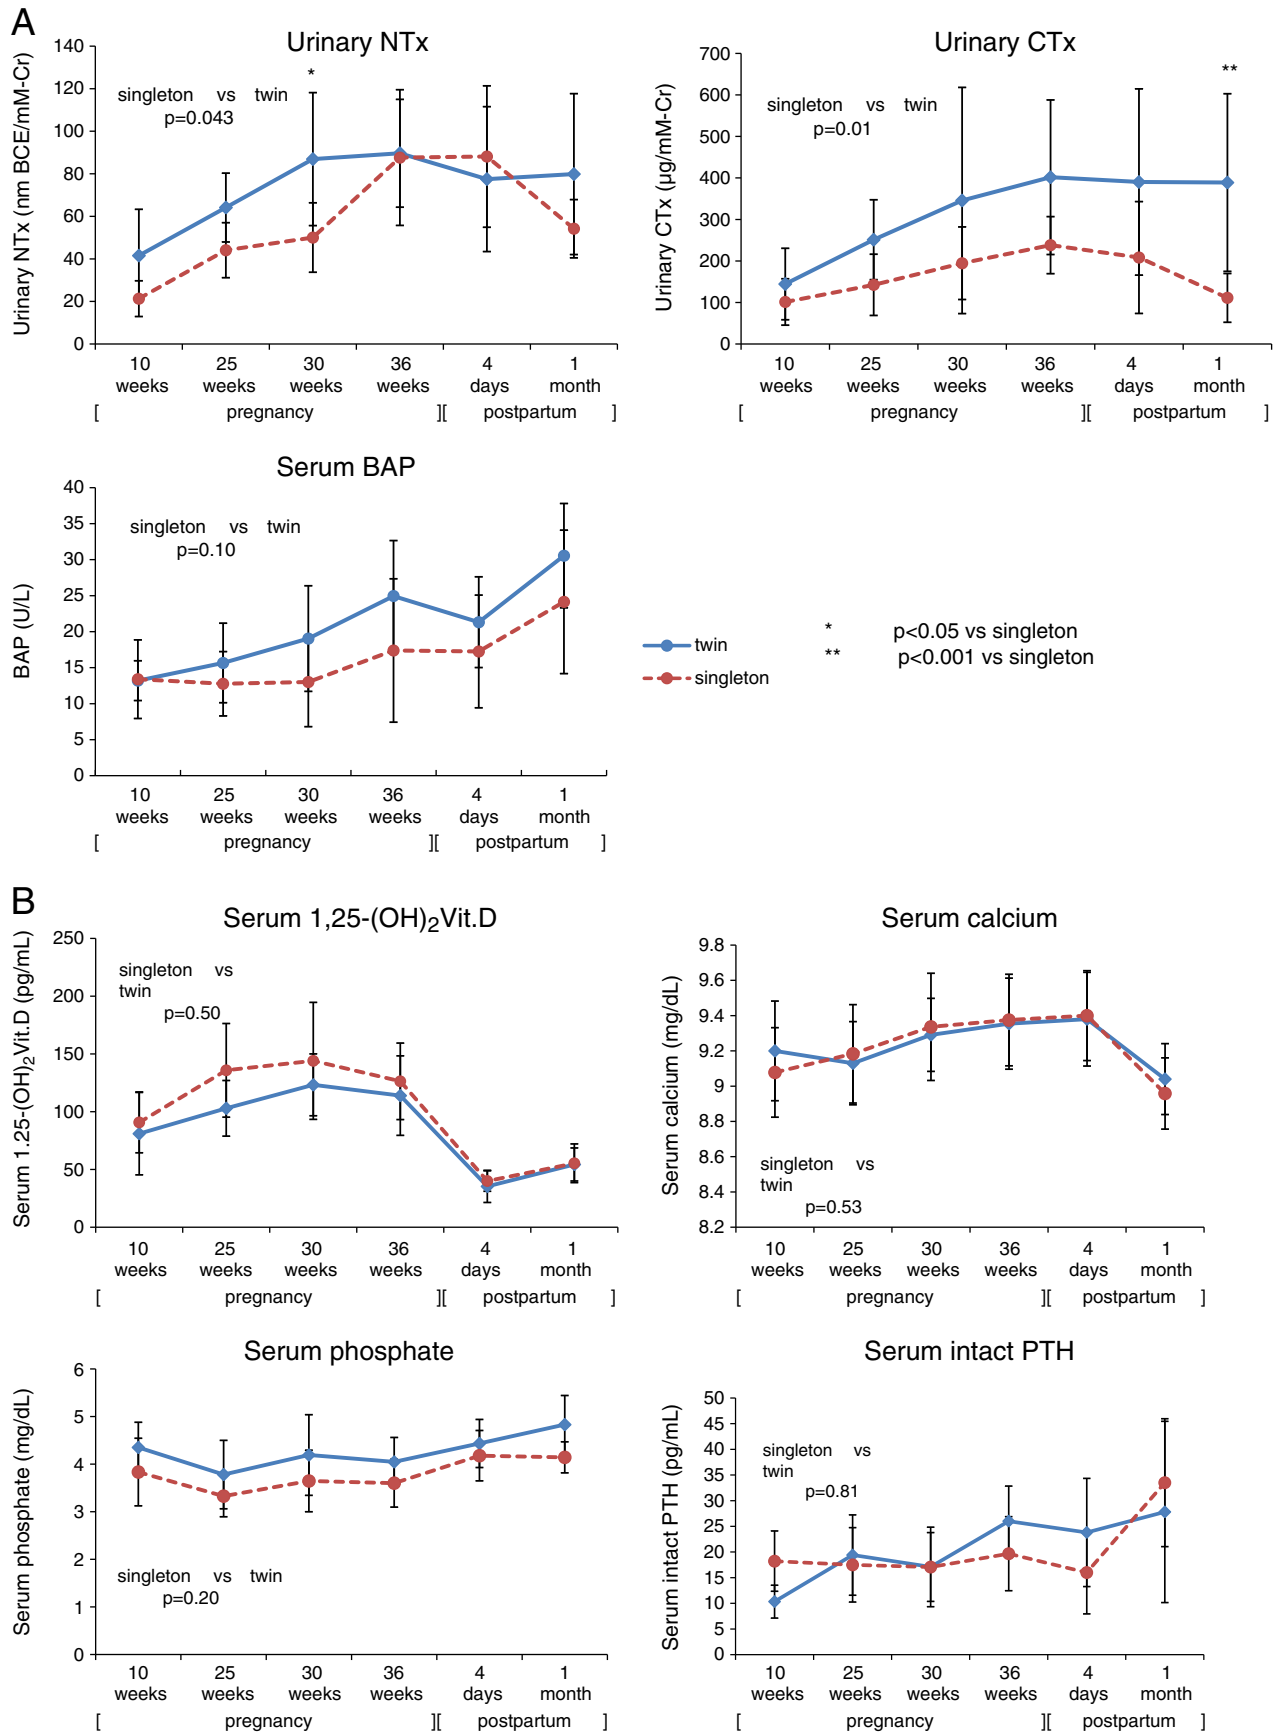 A
Urinary NTx
Urinary NTx (nm BCE/mM-Cr)
140
120
100
80
60
40
20
0
singleton vs twin
p=0.043
*
10 25 30 36 4 1
weeks weeks weeks weeks days month
[ pregnancy ][ postpartum ]
Urinary CTx
Urinary CTx (µg/mM-Cr)
700
600
500
400
300
200
100
0
singleton vs twin
p=0.01
**
10 25 30 36 4 1
weeks weeks weeks weeks days month
[ pregnancy ][ postpartum ]
Serum BAP
BAP (U/L)
40
35
30
25
20
15
10
5
0
singleton vs twin
p=0.10
10 25 30 36 4 1
weeks weeks weeks weeks days month
[ pregnancy ][ postpartum ]
twin
singleton
* p<0.05 vs singleton
** p<0.001 vs singleton
B
Serum 1,25-(OH)2Vit.D
Serum 1.25-(OH)2Vit.D (pg/mL)
250
200
150
100
50
0
singleton vs
twin
p=0.50
10 25 30 36 4 1
weeks weeks weeks weeks days month
[ pregnancy ][ postpartum ]
Serum calcium
Serum calcium (mg/dL)
9.8
9.6
9.4
9.2
9
8.8
8.6
8.4
8.2
singleton vs
twin
p=0.53
10 25 30 36 4 1
weeks weeks weeks weeks days month
[ pregnancy ][ postpartum ]
Serum phosphate
Serum phosphate (mg/dL)
6
5
4
3
2
1
0
singleton vs twin
p=0.20
10 25 30 36 4 1
weeks weeks weeks weeks days month
[ pregnancy ][ postpartum ]
Serum intact PTH
Serum intact PTH (pg/mL)
50
45
40
35
30
25
20
15
10
5
0
singleton vs
twin
p=0.81
10 25 30 36 4 1
weeks weeks weeks weeks days month
[ pregnancy ][ postpartum ]